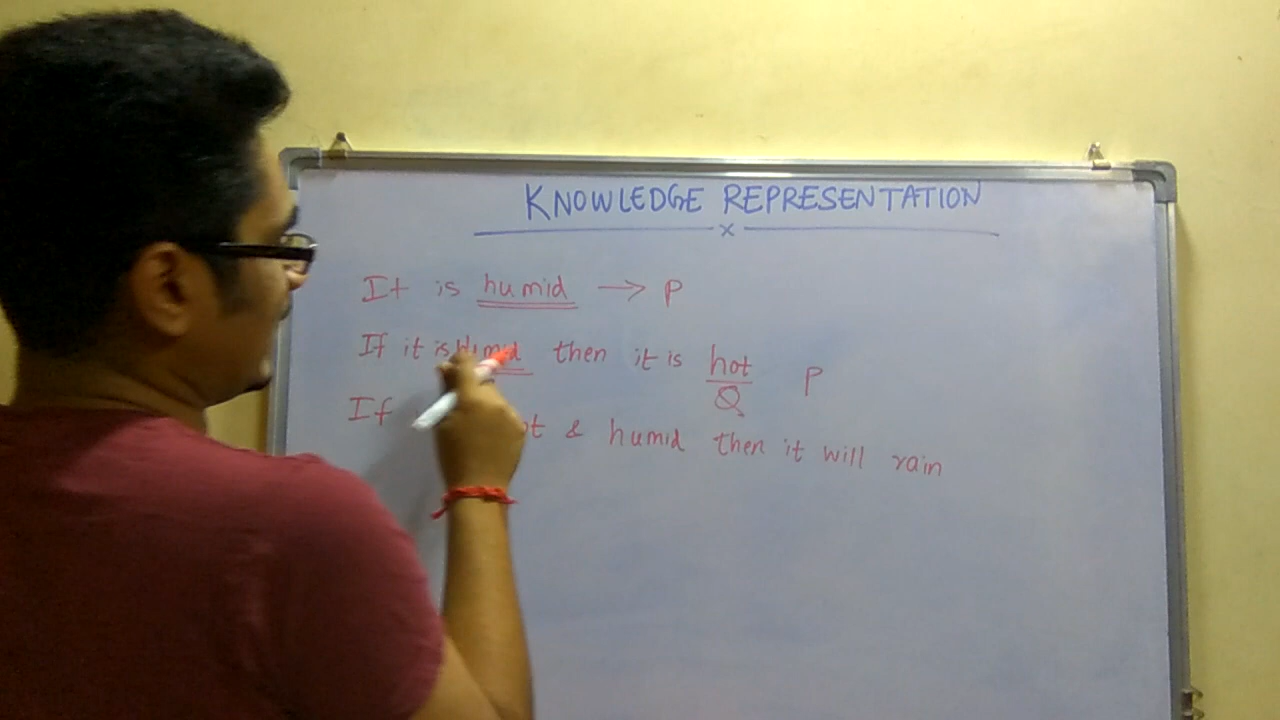 KNOWLEDGE REPRESENTATION
x
It is humid → P
If it is Humid then it is hot P
Q
If & humid then it will rain